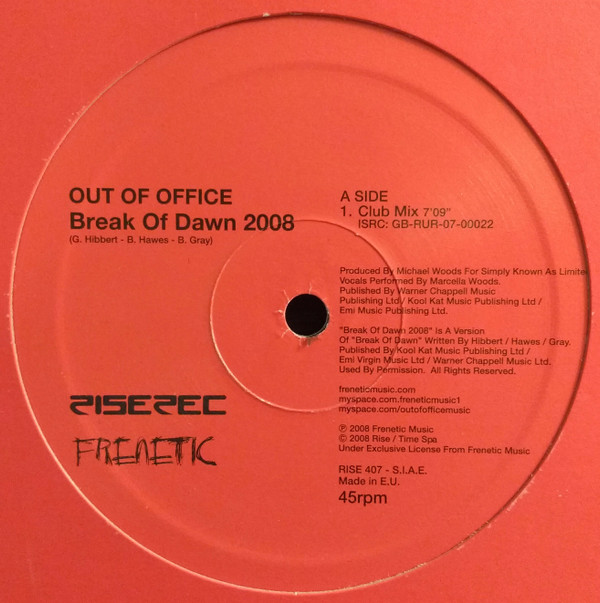 OUT OF OFFICE
Break Of Dawn 2008
(G. Hibbert - B. Hawes - B. Gray)
A SIDE
1. Club Mix 7'09"
ISRC: GB-RUR-07-00022
Produced By Michael Woods For Simply Known As Limite
Vocals Performed By Marcella Woods.
Published By Warner Chappell Music
Publishing Ltd / Kool Kat Music Publishing Ltd /
Emi Music Publishing Ltd.
"Break Of Dawn 2008" Is A Version
Of "Break Of Dawn" Written By Hibbert / Hawes / Gray.
Published By Kool Kat Music Publishing Ltd /
Emi Virgin Music Ltd / Warner Chappell Music Ltd.
Used By Permission. All Rights Reserved.
freneticmusic.com
myspace.com.freneticmusic1
myspace.com/outofofficemusic
RISEREC
FRENETIC
℗ 2008 Frenetic Music
© 2008 Rise / Time Spa
Under Exclusive License From Frenetic Music
RISE 407 - S.I.A.E.
Made in E.U.
45rpm